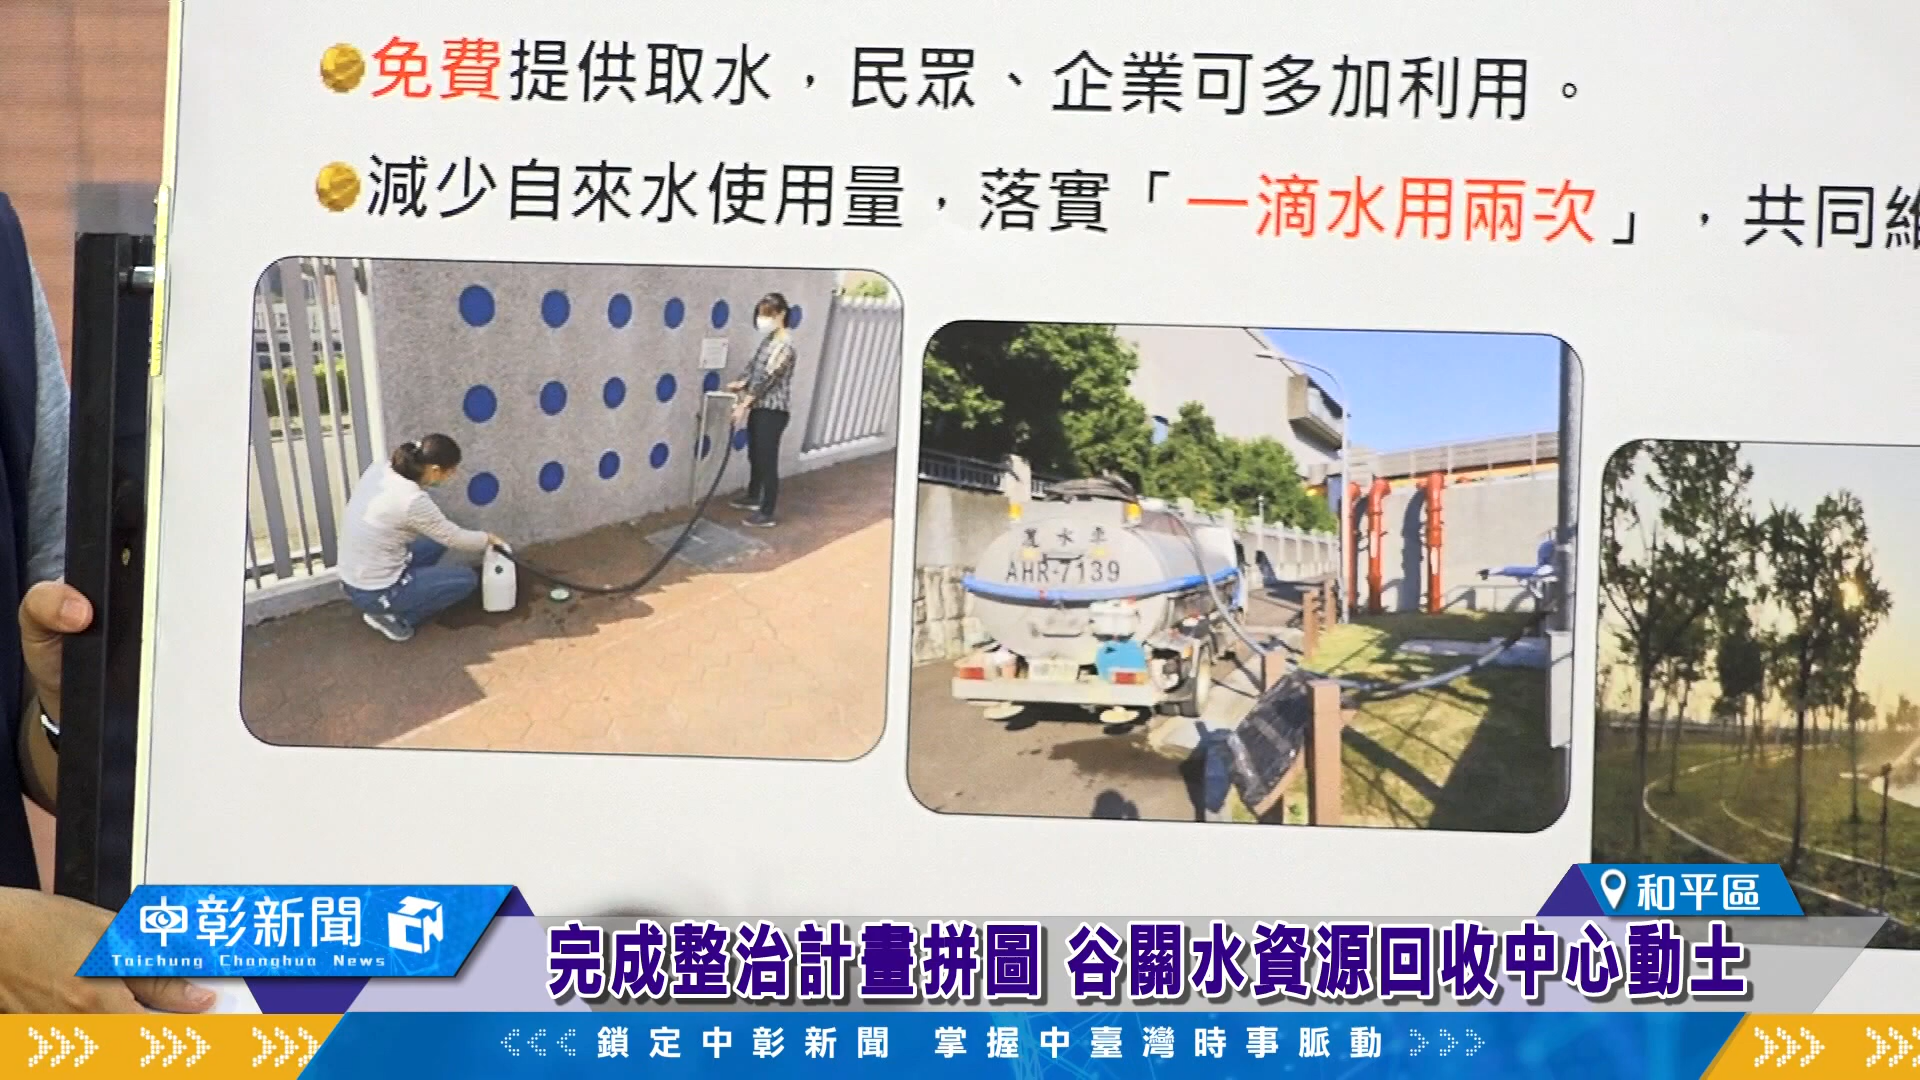 免費提供取水，民眾、企業可多加利用。
減少自來水使用量，落實「一滴水用兩次」，共同維
農水車
AHR-7139
和平區
中彰新聞
Taichung Changhua News
完成整治計畫拼圖 谷關水資源回收中心動土
鎖定中彰新聞 掌握中臺灣時事脈動